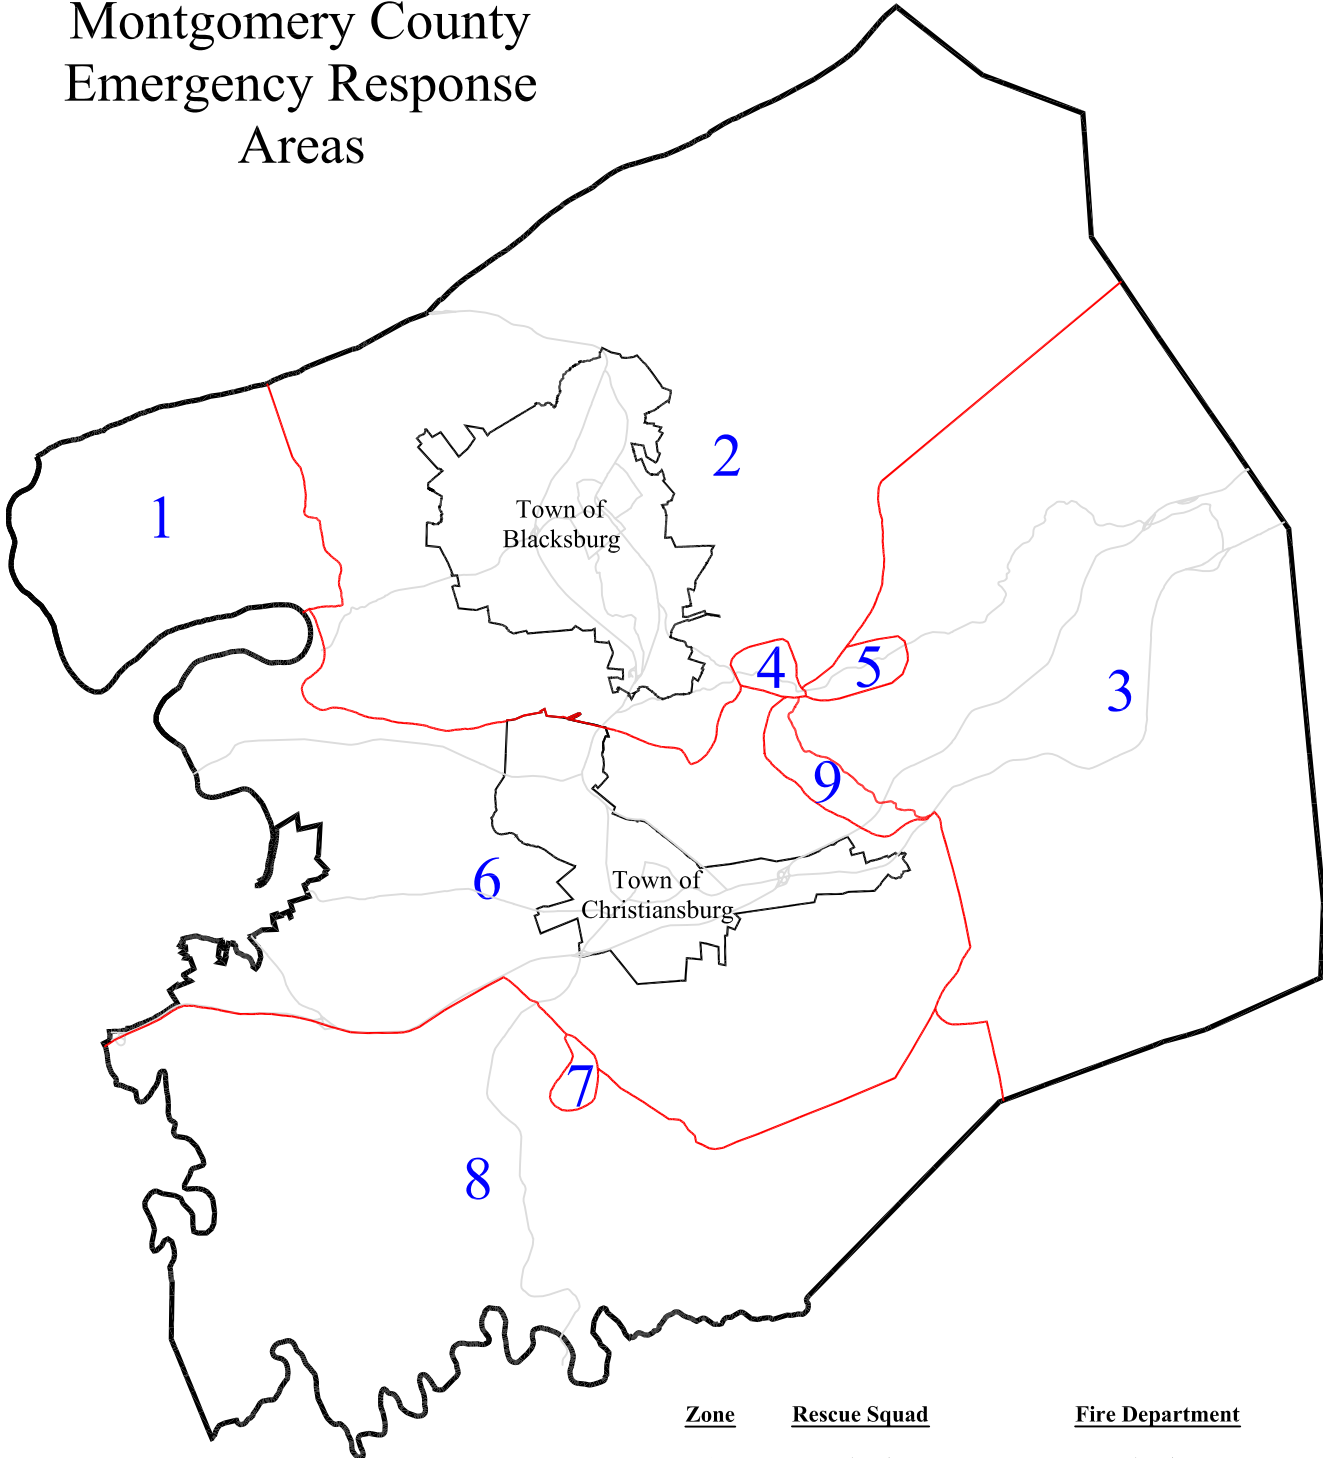 Montgomery County
Emergency Response
Areas
1
2
Town of
Blacksburg
4
5
3
9
6
Town of
Christiansburg
7
8
Zone Rescue Squad Fire Department